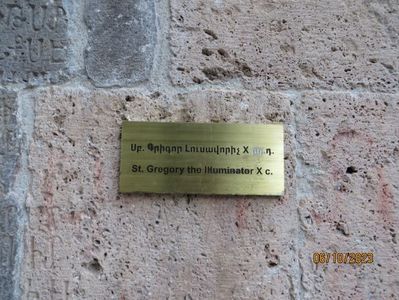 Սբ. Գրիգոր Լուսավորիչ X դ.
St. Gregory the Illuminator X c.
06/10/2023